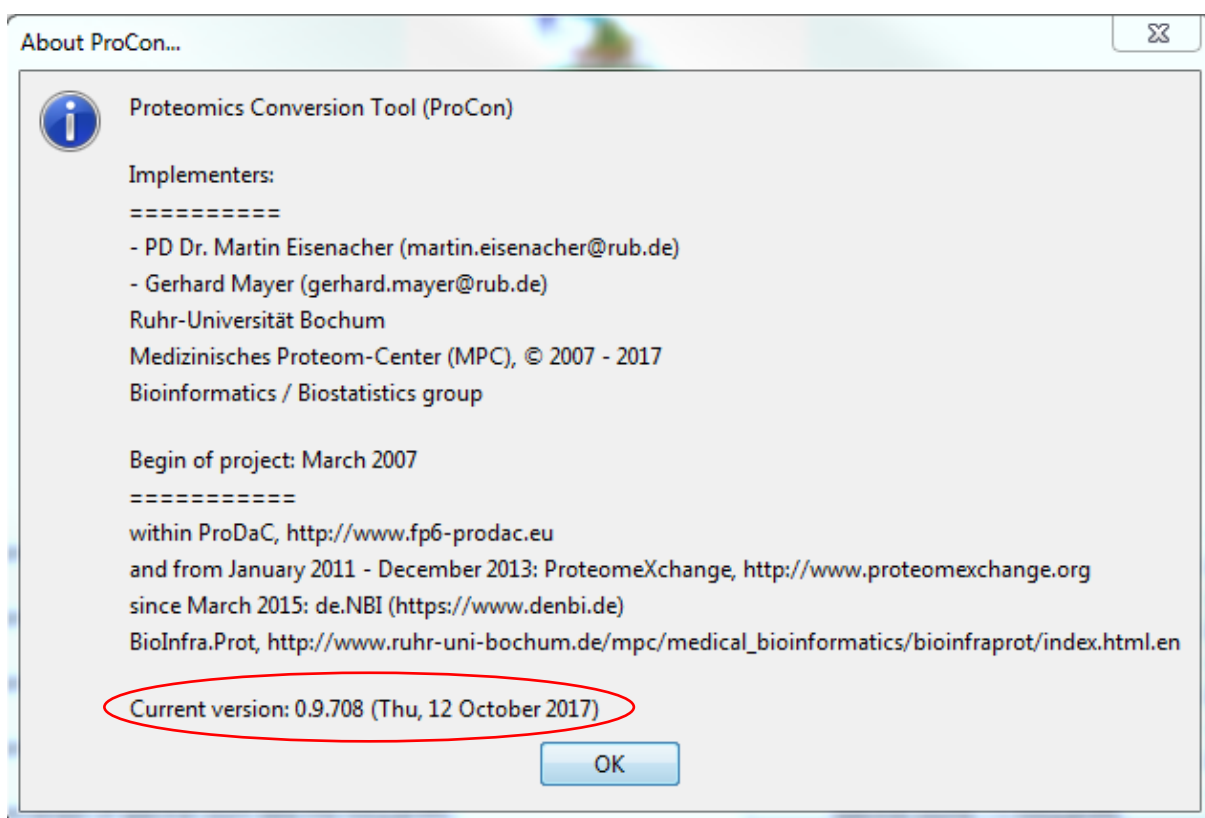 About ProCon...
Proteomics Conversion Tool (ProCon)
Implementers:
==========
- PD Dr. Martin Eisenacher (martin.eisenacher@rub.de)
- Gerhard Mayer (gerhard.mayer@rub.de)
Ruhr-Universität Bochum
Medizinisches Proteom-Center (MPC), © 2007 - 2017
Bioinformatics / Biostatistics group
Begin of project: March 2007
===========
within ProDaC, http://www.fp6-prodac.eu
and from January 2011 - December 2013: ProteomeXchange, http://www.proteomexchange.org
since March 2015: de.NBI (https://www.denbi.de)
BioInfra.Prot, http://www.ruhr-uni-bochum.de/mpc/medical_bioinformatics/bioinfraprot/index.html.en
Current version: 0.9.708 (Thu, 12 October 2017)
OK